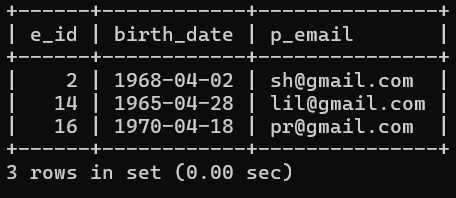 +------+------------+---------------+
| e_id | birth_date | p_email       |
+------+------------+---------------+
|    2 | 1968-04-02 | sh@gmail.com  |
|   14 | 1965-04-28 | lil@gmail.com |
|   16 | 1970-04-18 | pr@gmail.com  |
+------+------------+---------------+
3 rows in set (0.00 sec)